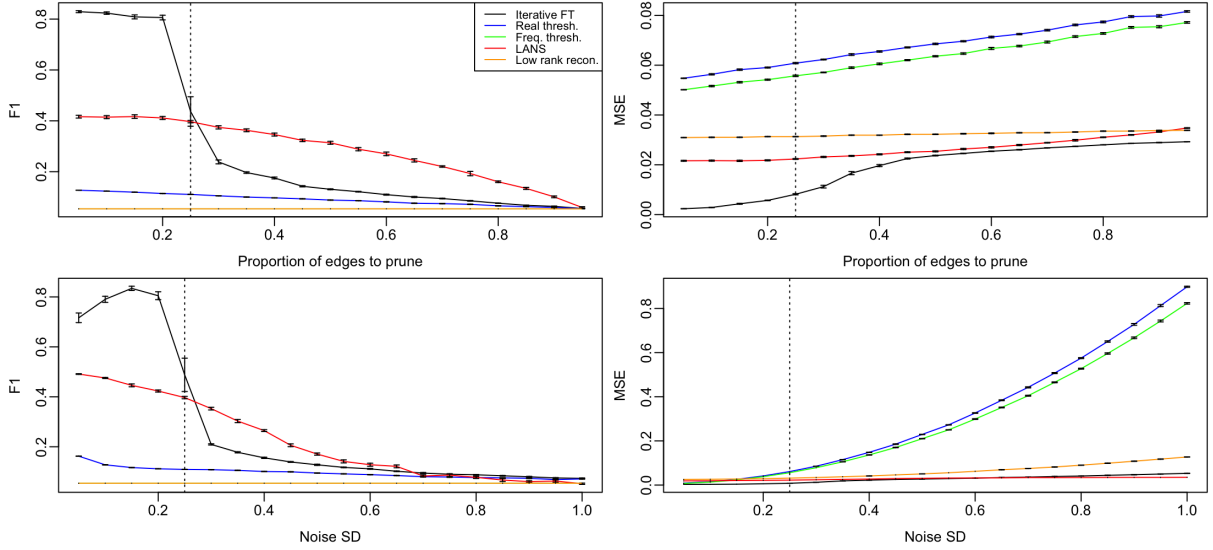 Iterative FT
Real thresh.
Freq. thresh.
LANS
Low rank recon.
F1
0.8
0.6
0.4
0.2
0.2
0.4
0.6
0.8
Proportion of edges to prune
MSE
0.08
0.06
0.04
0.02
0.00
0.2
0.4
0.6
0.8
Proportion of edges to prune
F1
0.8
0.6
0.4
0.2
0.2
0.4
0.6
0.8
1.0
Noise SD
MSE
0.8
0.6
0.4
0.2
0.0
0.2
0.4
0.6
0.8
1.0
Noise SD